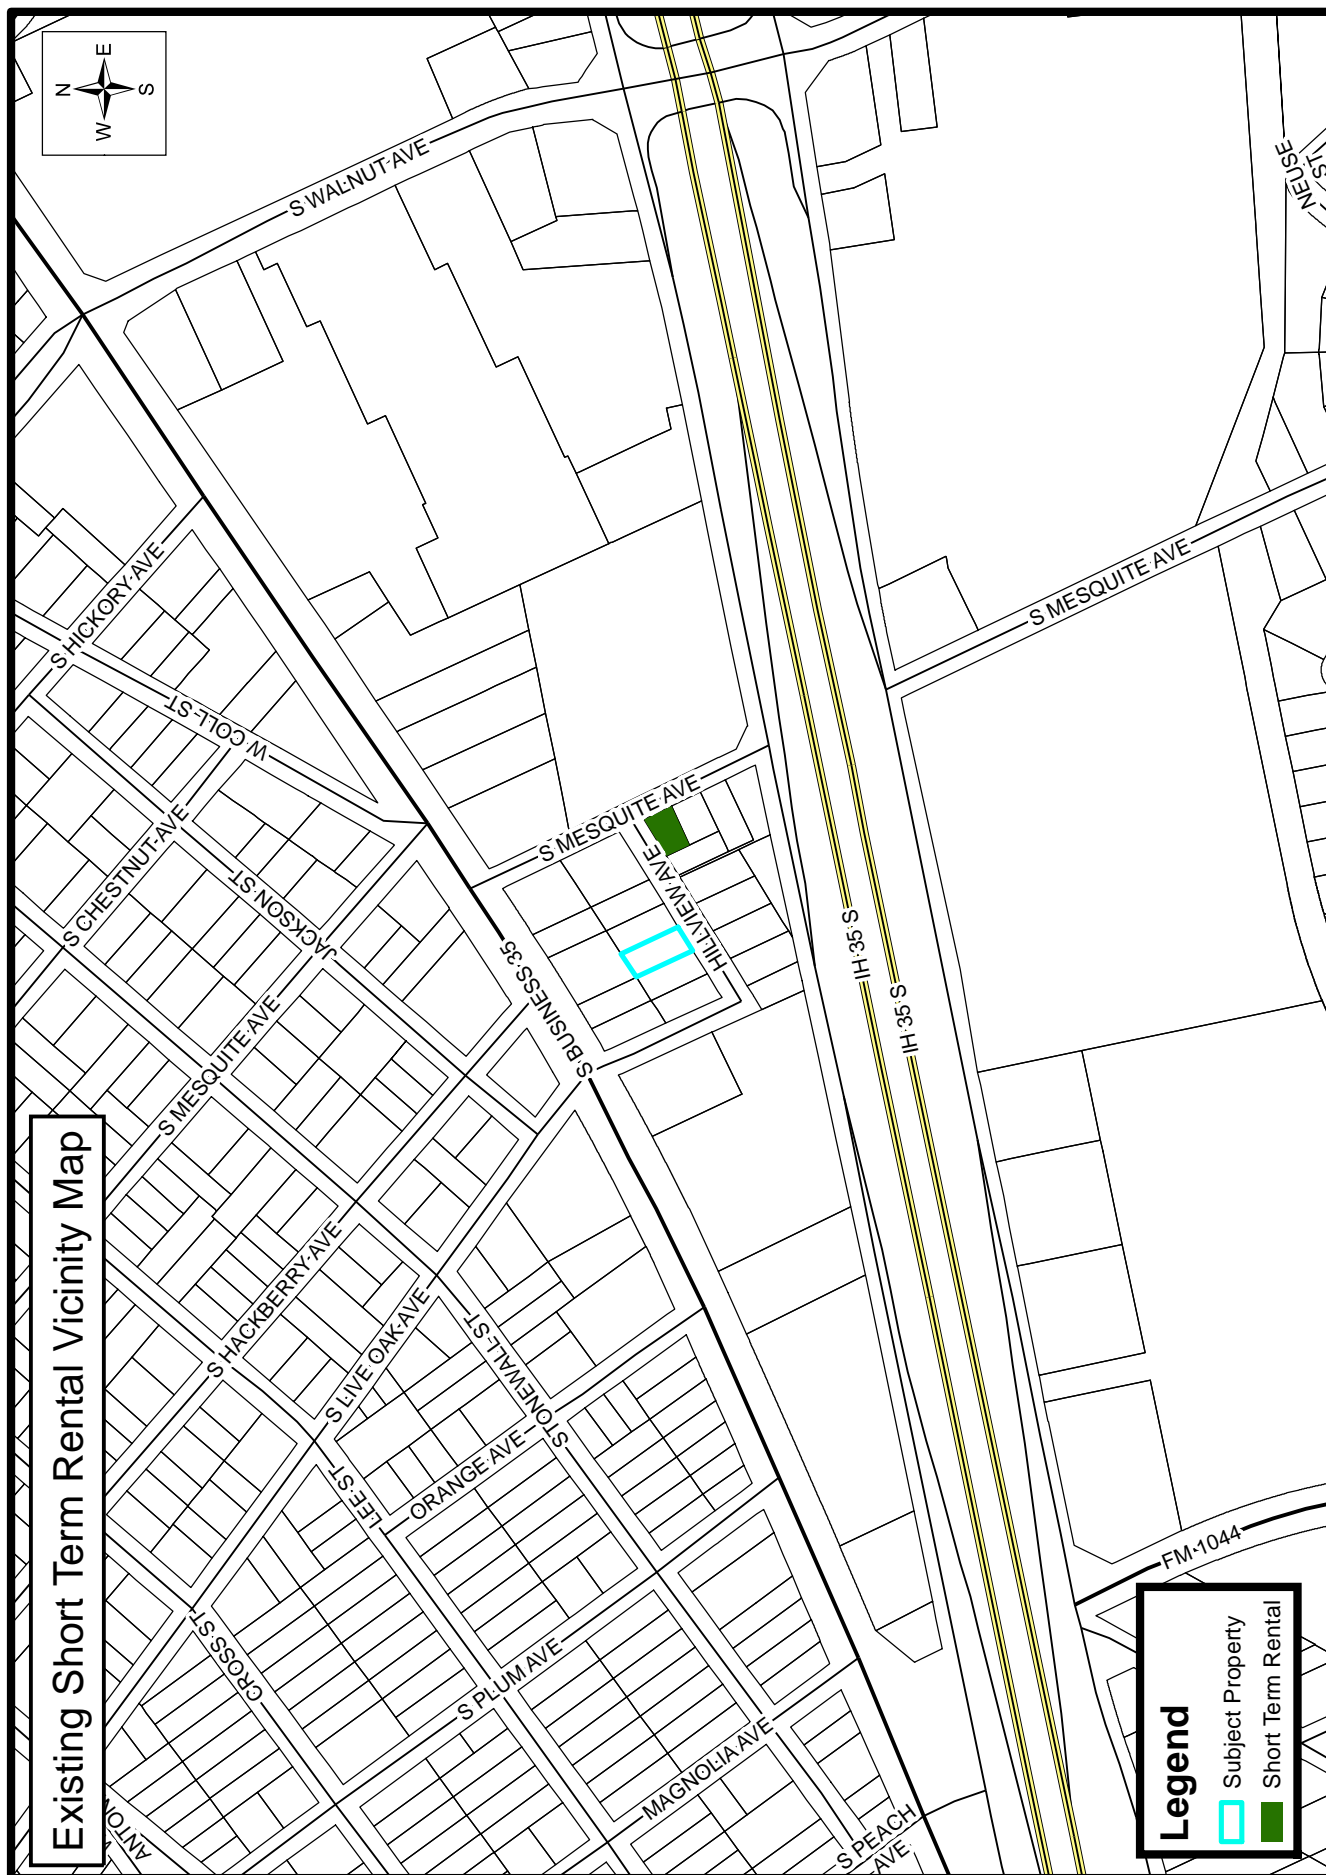 Existing Short Term Rental Vicinity Map
N
W
E
S
S WALNUT AVE
S HICKORY AVE
W COLL ST
S CHESTNUT AVE
JACKSON ST
S MESQUITE AVE
S BUSINESS 35
S MESQUITE AVE
HILLVIEW AVE
S MESQUITE AVE
NEUSE
ST
IH 35 S
IH 35 S
S HACKBERRY AVE
S LIVE OAK AVE
STONEWALL ST
LEE ST
ORANGE AVE
CROSS ST
S PLUM AVE
MAGNOLIA AVE
S PEACH
AVE
FM 1044
ANTON
Legend
Subject Property
Short Term Rental